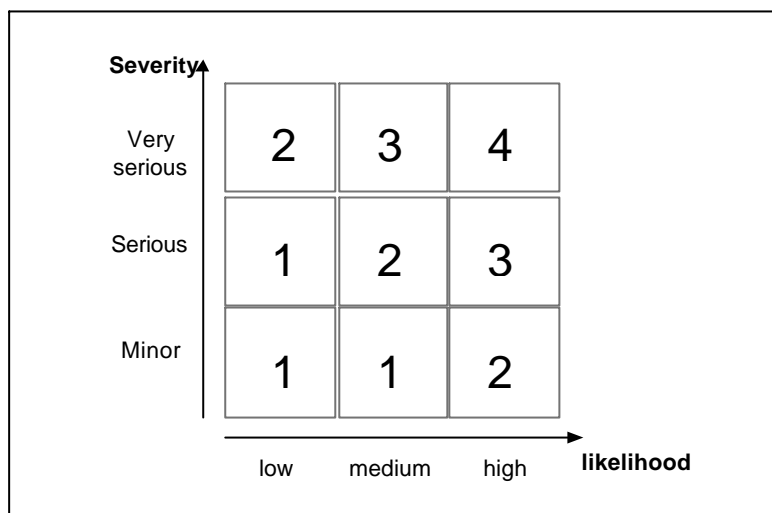 Severity
Very
serious
2 3 4
Serious
1 2 3
Minor
1 1 2
low medium high
likelihood